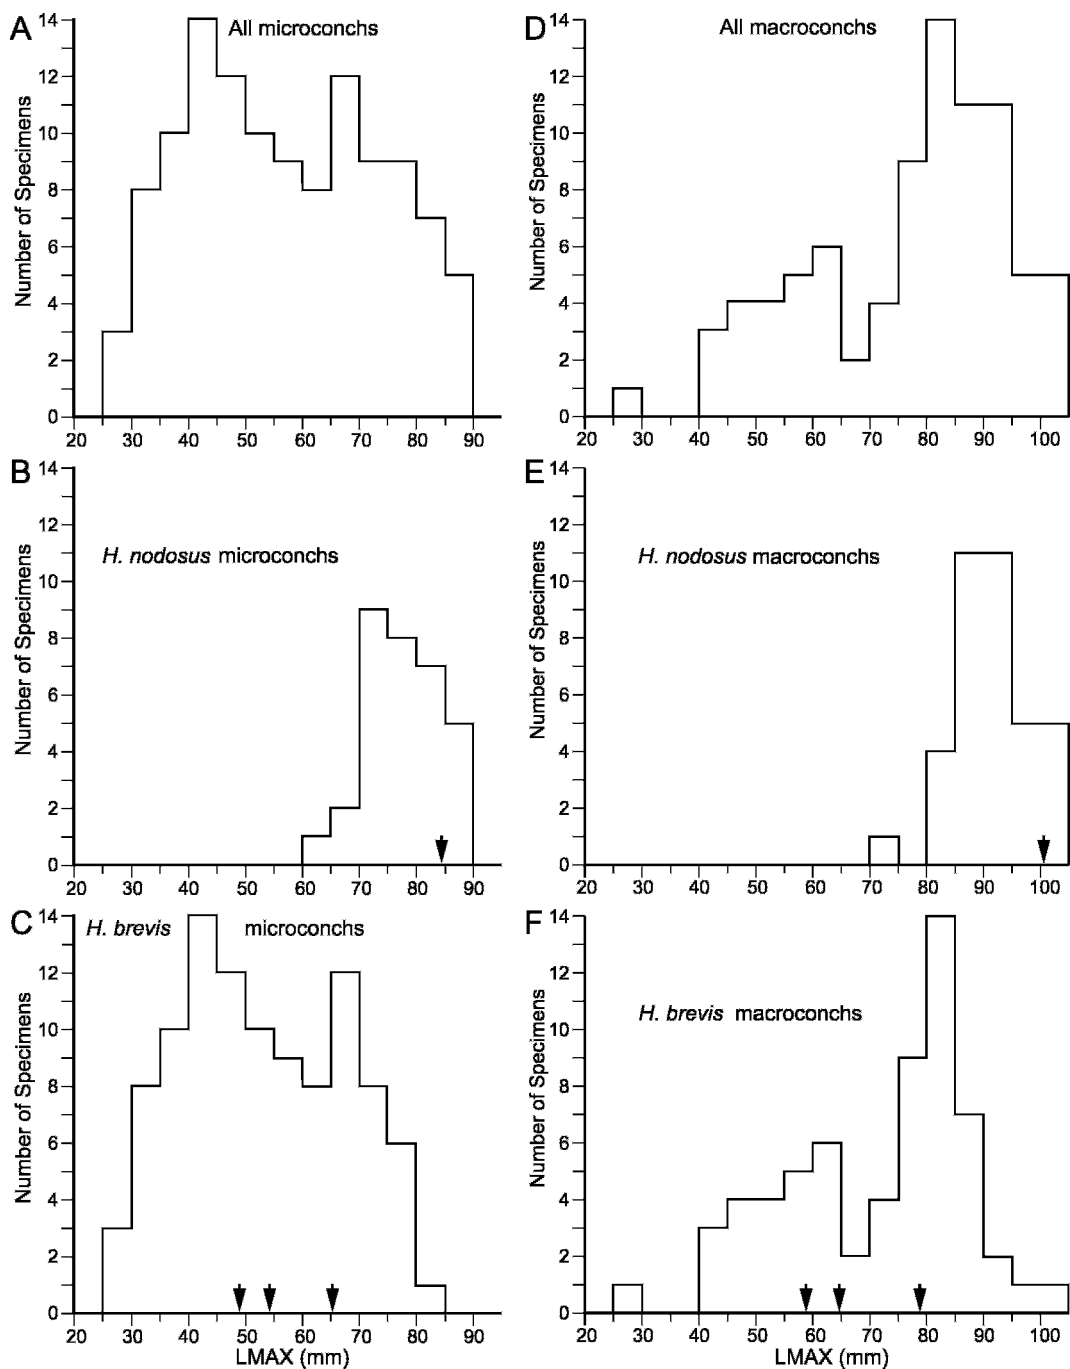 A
All microconchs
14
12
10
8
6
4
2
0
Number of Specimens
20 30 40 50 60 70 80 90
D
All macroconchs
14
12
10
8
6
4
2
0
Number of Specimens
20 30 40 50 60 70 80 90 100
B
H. nodosus microconchs
14
12
10
8
6
4
2
0
Number of Specimens
20 30 40 50 60 70 80 90
E
H. nodosus macroconchs
14
12
10
8
6
4
2
0
Number of Specimens
20 30 40 50 60 70 80 90 100
C
H. brevis microconchs
14
12
10
8
6
4
2
0
Number of Specimens
20 30 40 50 60 70 80 90
LMAX (mm)
F
H. brevis macroconchs
14
12
10
8
6
4
2
0
Number of Specimens
20 30 40 50 60 70 80 90 100
LMAX (mm)